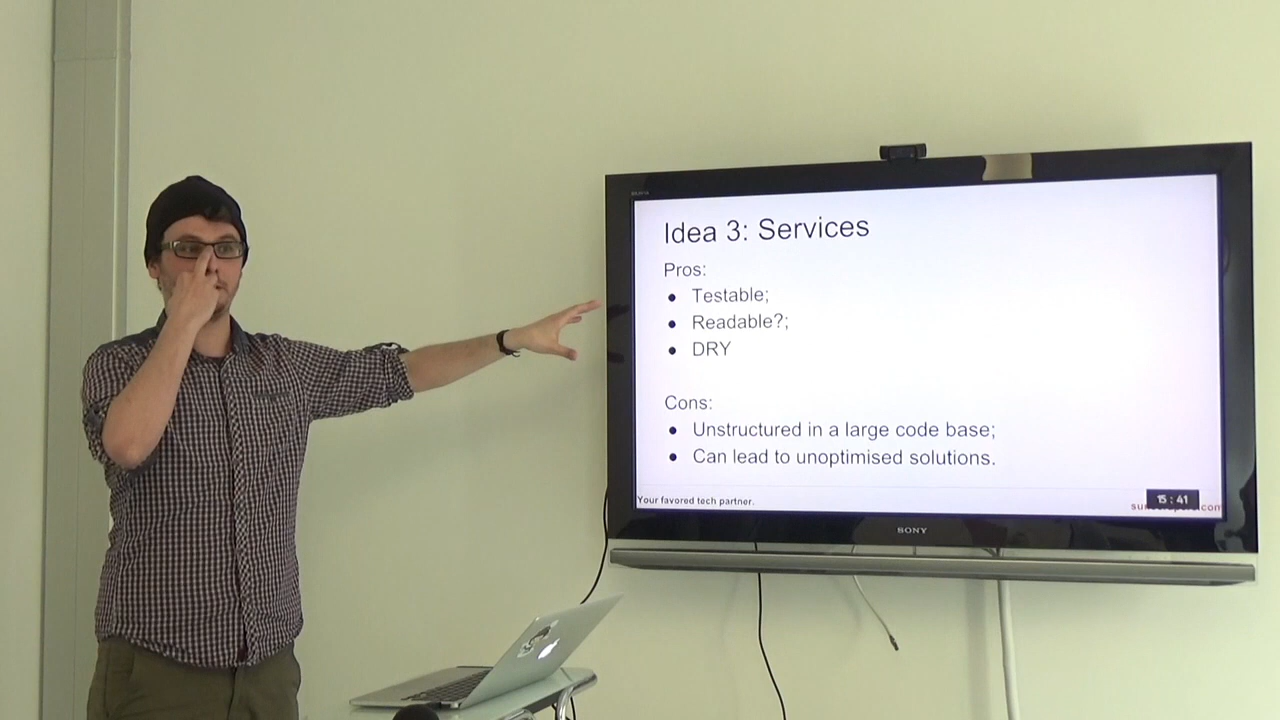 Idea 3: Services
Pros:
● Testable;
● Readable?;
● DRY
Cons:
● Unstructured in a large code base;
● Can lead to unoptimised solutions.
Your favored tech partner.
15 : 41
SONY